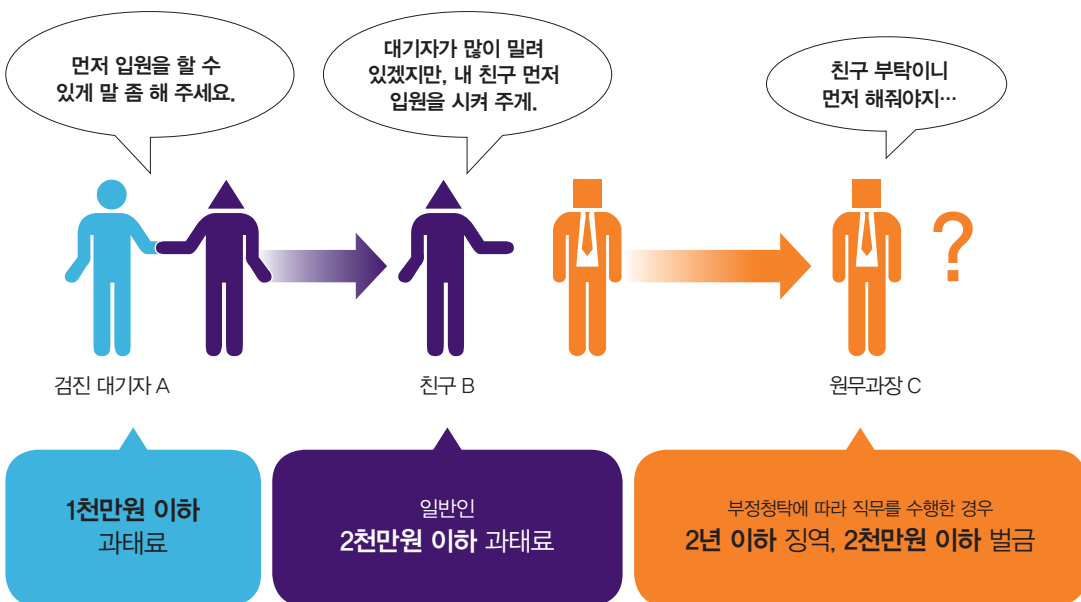 먼저 입원을 할 수
있게 말 좀 해 주세요.
대기자가 많이 밀려
있겠지만, 내 친구 먼저
입원을 시켜 주게.
친구 부탁이니
먼저 해줘야지…
?
검진 대기자 A
친구 B
원무과장 C
1천만원 이하
과태료
일반인
2천만원 이하 과태료
부정청탁에 따라 직무를 수행한 경우
2년 이하 징역, 2천만원 이하 벌금